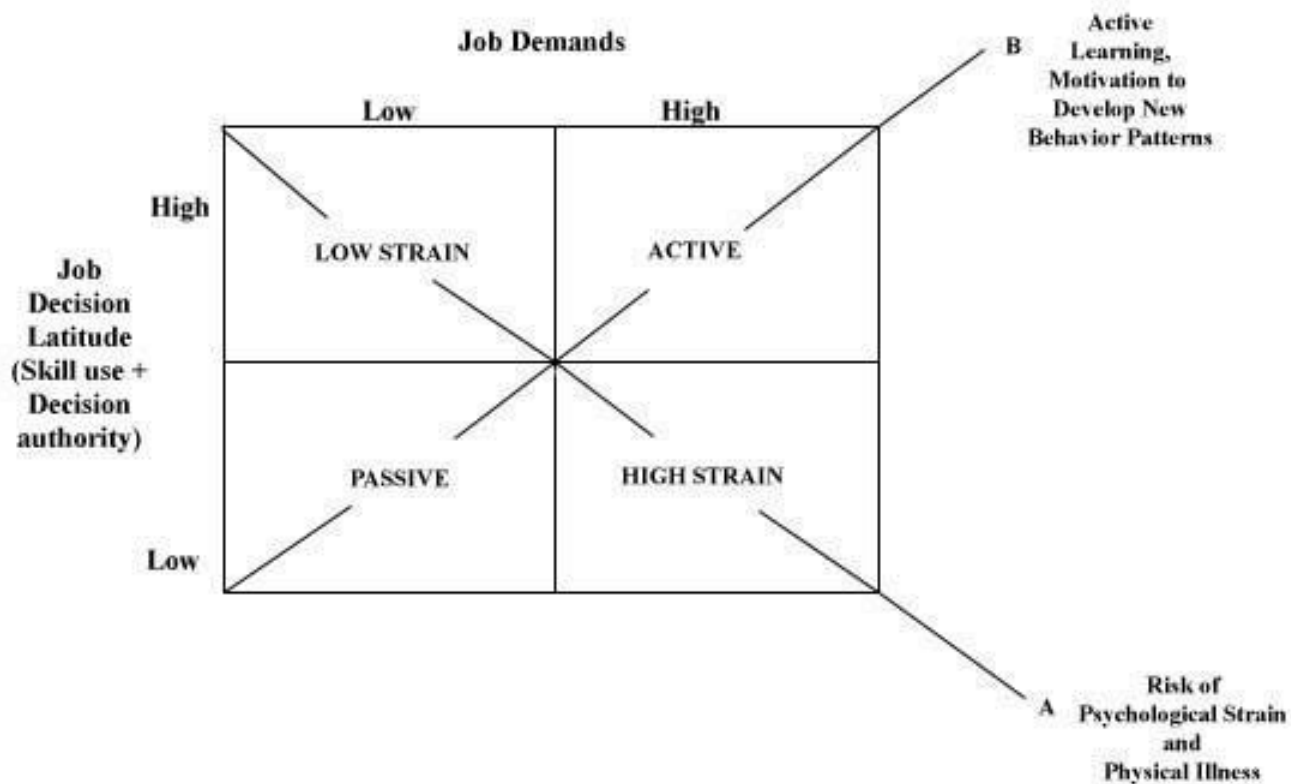 Job Demands
Low
High
B
Active
Learning,
Motivation to
Develop New
Behavior Patterns
High
Job
Decision
Latitude
(Skill use +
Decision
authority)
Low
LOW STRAIN
ACTIVE
PASSIVE
HIGH STRAIN
A
Risk of
Psychological Strain
and
Physical Illness